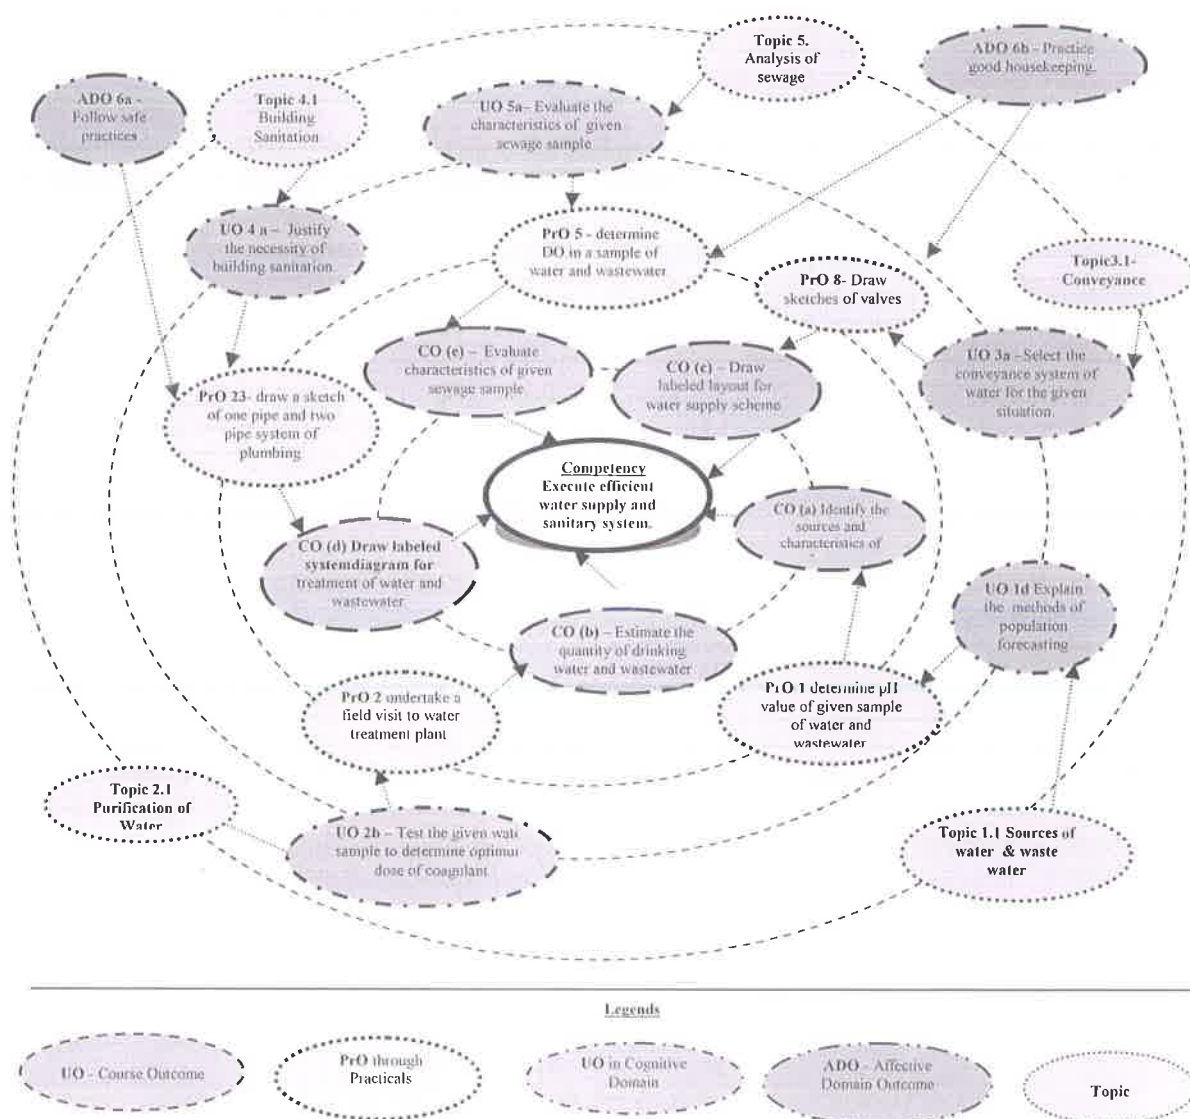 Topic 5.
Analysis of
sewage
ADO 6b - Practice
good housekeeping.
ADO 6a -
Follow safe
practices
Topic 4.1
Building
Sanitation
UO 5a– Evaluate the
characteristics of given
sewage sample
UO 4 a – Justify
the necessity of
building sanitation.
PrO 5 - determine
DO in a sample of
water and wastewater
PrO 8- Draw
sketches of valves
Topic3.1-
Conveyance
CO (e) – Evaluate
characteristics of given
sewage sample
CO (c) – Draw
labeled layout for
water supply scheme
UO 3a –Select the
conveyance system of
water for the given
situation.
PrO 23- draw a sketch
of one pipe and two
pipe system of
plumbing
Competency
Execute efficient
water supply and
sanitary system.
CO (a) Identify the
sources and
characteristics of
CO (d) Draw labeled
systemdiagram for
treatment of water and
wastewater
UO 1d Explain
the methods of
population
forecasting
CO (b) – Estimate the
quantity of drinking
water and wastewater
PrO 2 undertake a
field visit to water
treatment plant
PrO 1 determine pH
value of given sample
of water and
wastewater
Topic 2.1
Purification of
Water
UO 2b – Test the given wate
sample to determine optimu
dose of coagulant
Topic 1.1 Sources of
water & waste
water
Legends
UO - Course Outcome
PrO through
Practicals
UO in Cognitive
Domain
ADO - Affective
Domain Outcome
Topic